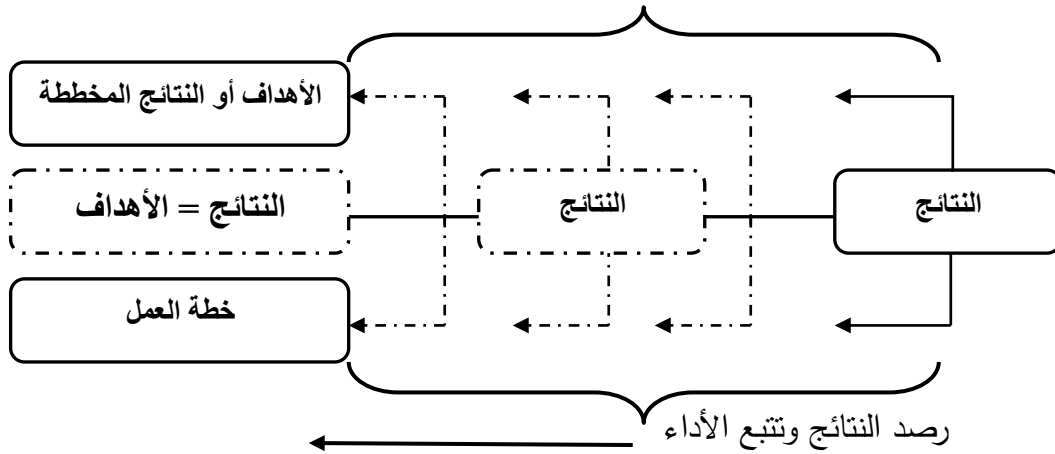 الأهداف أو النتائج المخططة
النتائج
النتائج
النتائج = الأهداف
خطة العمل
رصد النتائج وتتبع الأداء